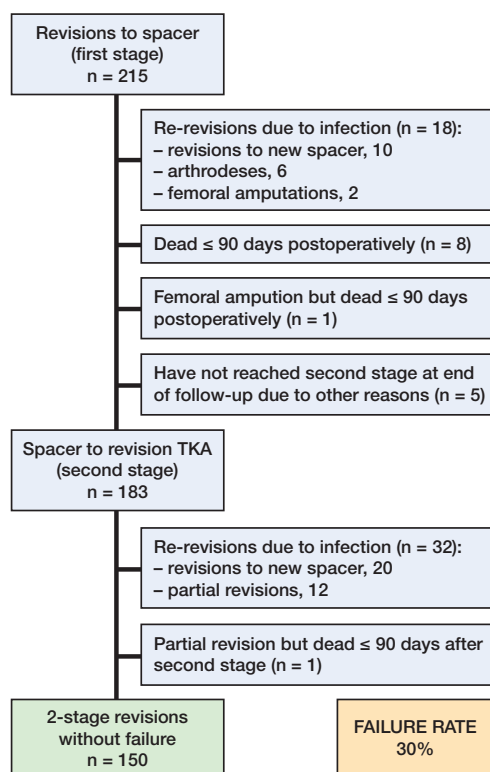 Revisions to spacer
(first stage)
n = 215
Re-revisions due to infection (n = 18):
– revisions to new spacer, 10
– arthrodeses, 6
– femoral amputations, 2
Dead ≤ 90 days postoperatively (n = 8)
Femoral ampution but dead ≤ 90 days
postoperatively (n = 1)
Have not reached second stage at end
of follow-up due to other reasons (n = 5)
Spacer to revision TKA
(second stage)
n = 183
Re-revisions due to infection (n = 32):
– revisions to new spacer, 20
– partial revisions, 12
Partial revision but dead ≤ 90 days after
second stage (n = 1)
2-stage revisions
without failure
n = 150
FAILURE RATE
30%